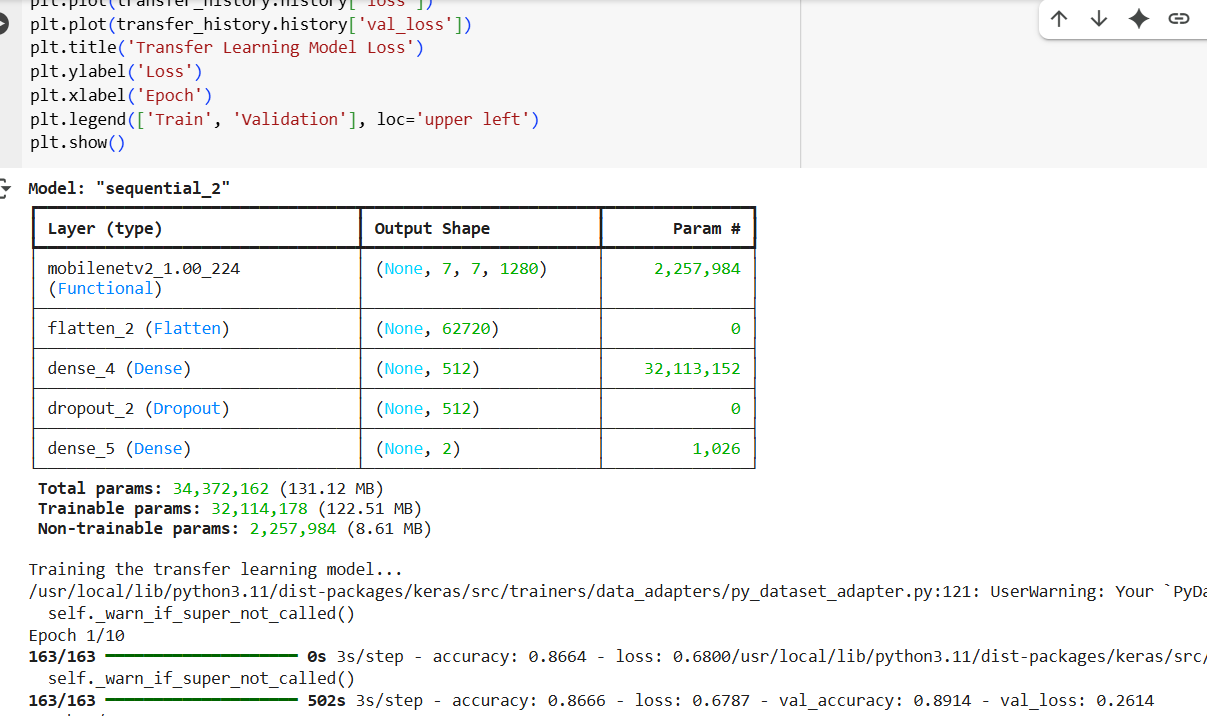 plt.plot(transfer_history.history['loss'])
plt.plot(transfer_history.history['val_loss'])
plt.title('Transfer Learning Model Loss')
plt.ylabel('Loss')
plt.xlabel('Epoch')
plt.legend(['Train', 'Validation'], loc='upper left')
plt.show()
Model: "sequential_2"
Layer (type) Output Shape Param #
mobilenetv2_1.00_224 (None, 7, 7, 1280) 2,257,984
(Functional)
flatten_2 (Flatten) (None, 62720) 0
dense_4 (Dense) (None, 512) 32,113,152
dropout_2 (Dropout) (None, 512) 0
dense_5 (Dense) (None, 2) 1,026
Total params: 34,372,162 (131.12 MB)
Trainable params: 32,114,178 (122.51 MB)
Non-trainable params: 2,257,984 (8.61 MB)
Training the transfer learning model...
/usr/local/lib/python3.11/dist-packages/keras/src/trainers/data_adapters/py_dataset_adapter.py:121: UserWarning: Your `PyDa
self._warn_if_super_not_called()
Epoch 1/10
163/163 0s 3s/step - accuracy: 0.8664 - loss: 0.6800/usr/local/lib/python3.11/dist-packages/keras/src/
self._warn_if_super_not_called()
163/163 502s 3s/step - accuracy: 0.8666 - loss: 0.6787 - val_accuracy: 0.8914 - val_loss: 0.2614